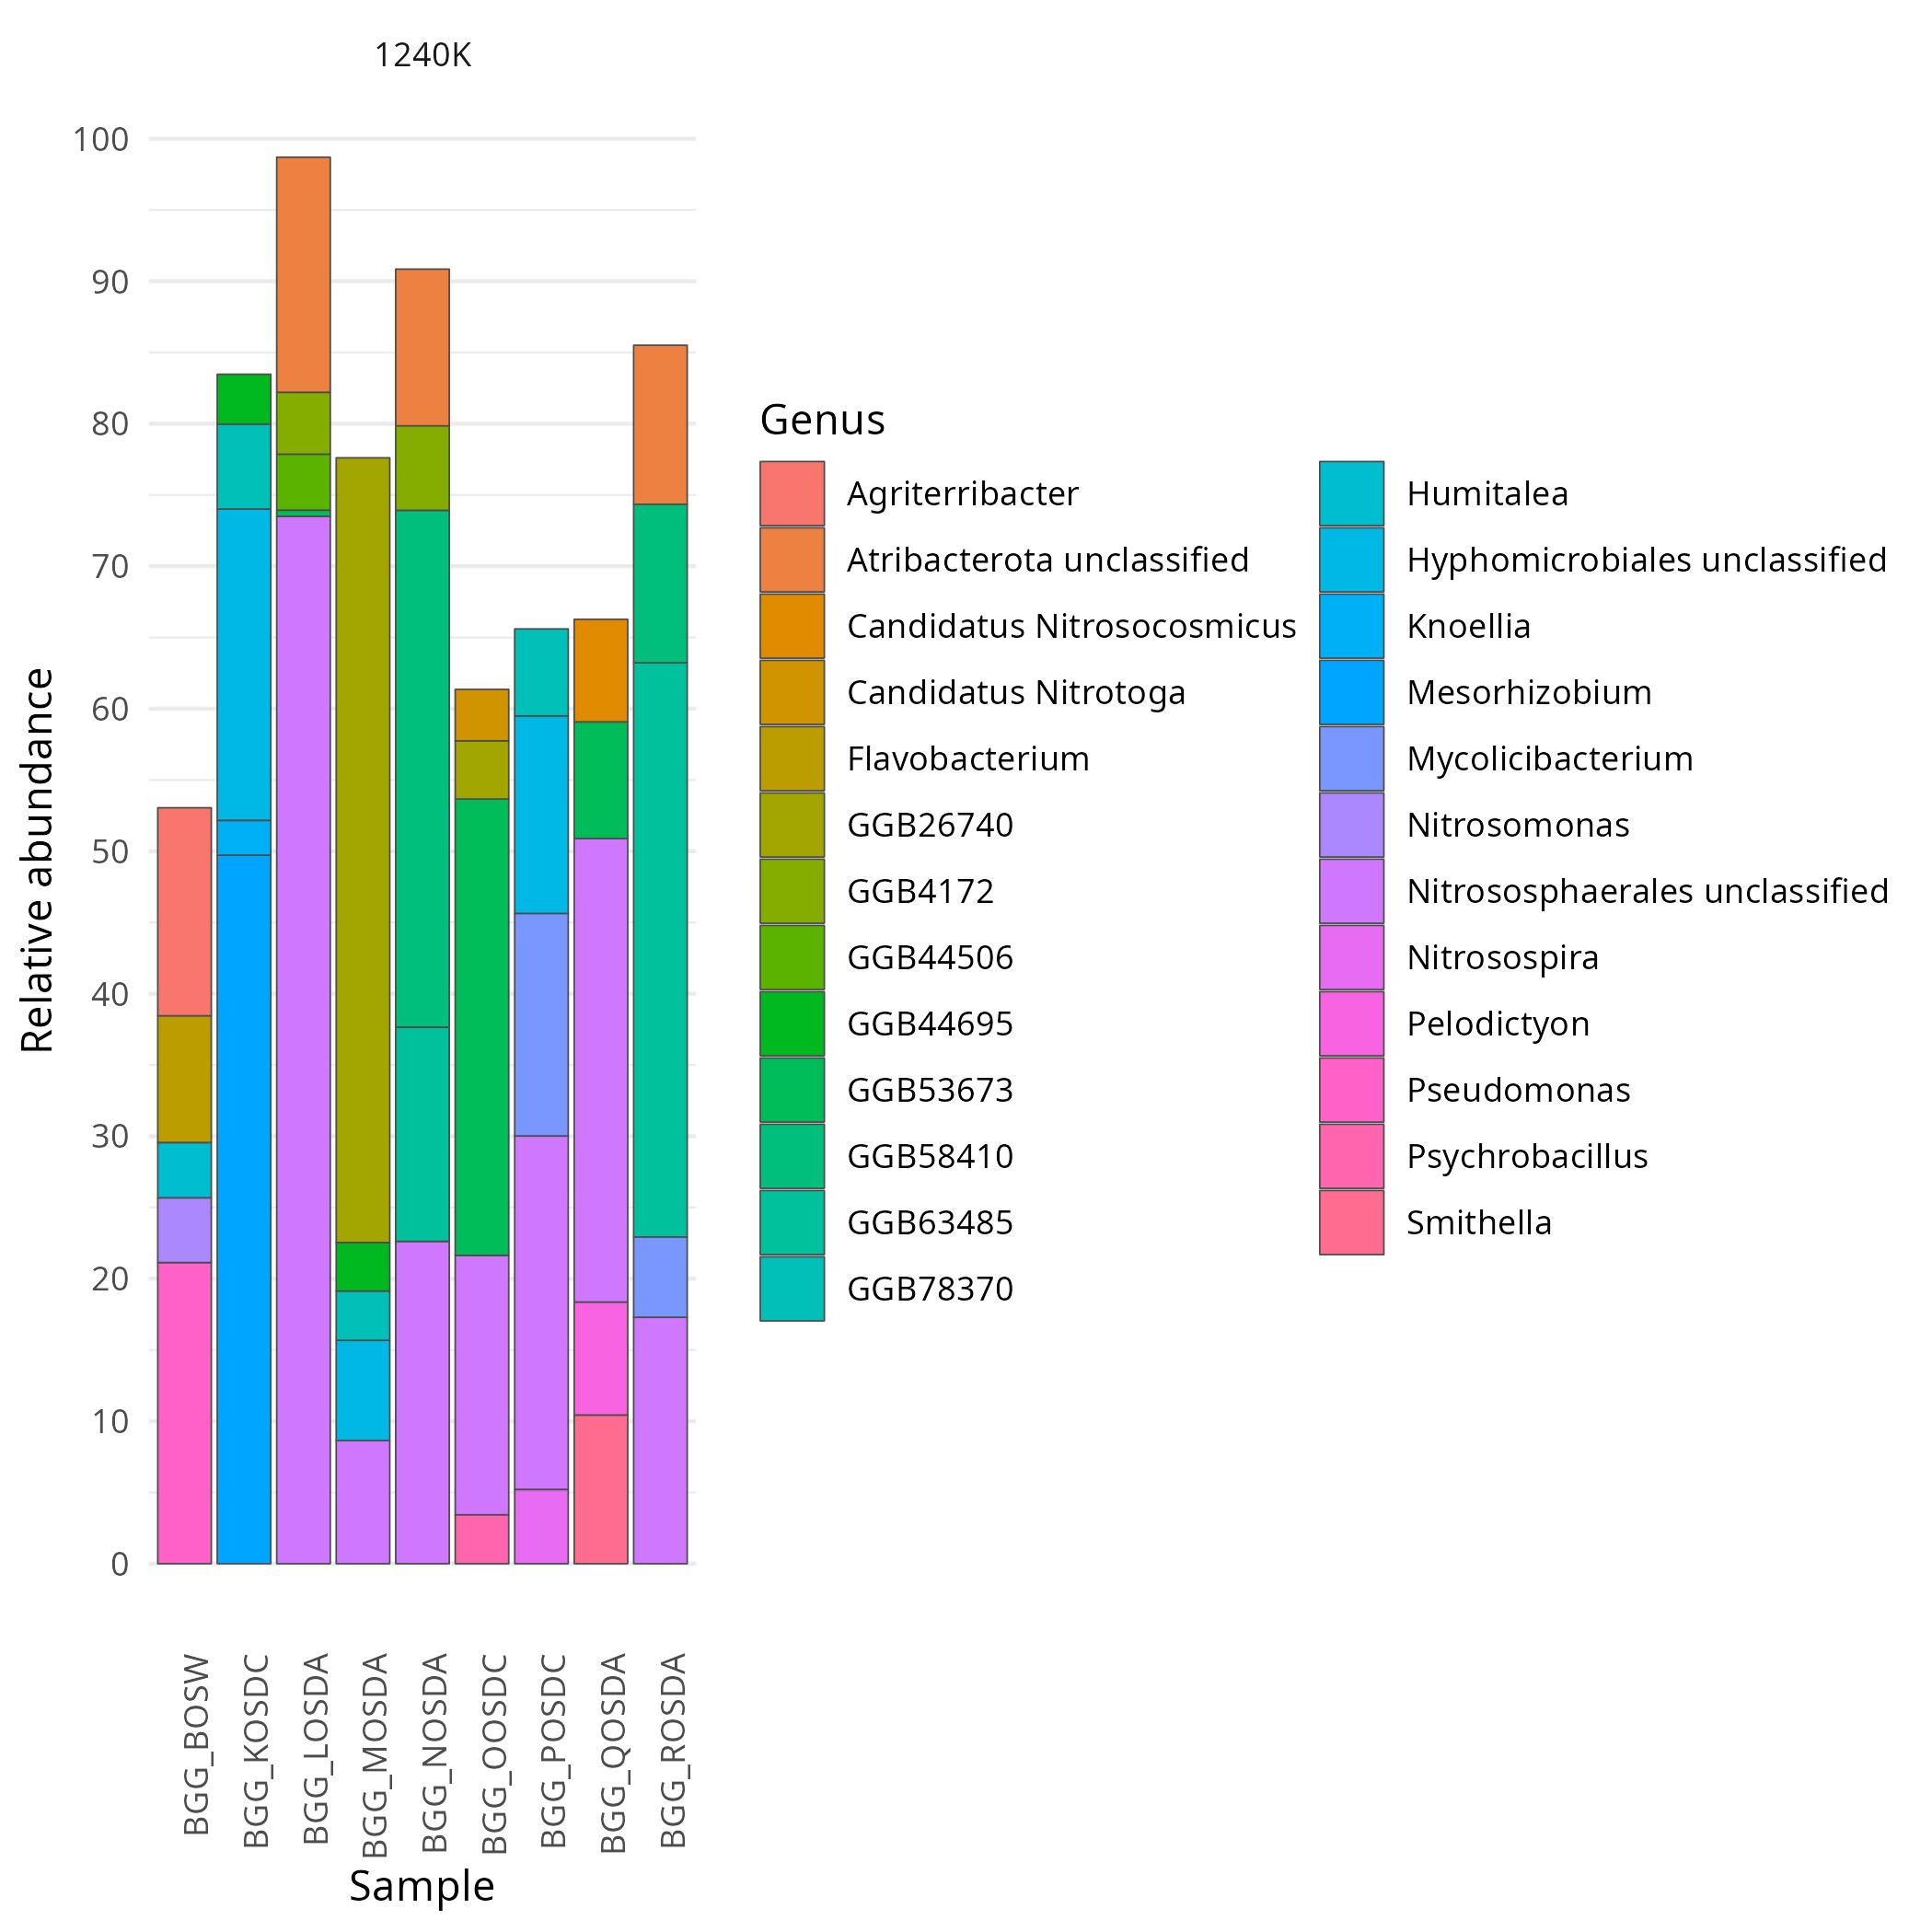 1240K
100
90
80
70
60
50
40
30
20
10
0
Relative abundance
BGG_BOSW
BGG_KOSDC
BGG_LOSDA
BGG_MOSDA
BGG_NOSDA
BGG_OOSDC
BGG_POSDC
BGG_QOSDA
BGG_ROSDA
Sample
Genus
Agriterribacter
Atribacterota unclassified
Candidatus Nitrosocosmicus
Candidatus Nitrotoga
Flavobacterium
GGB26740
GGB4172
GGB44506
GGB44695
GGB53673
GGB58410
GGB63485
GGB78370
Humitalea
Hyphomicrobiales unclassified
Knoellia
Mesorhizobium
Mycolicibacterium
Nitrosomonas
Nitrososphaerales unclassified
Nitrosospira
Pelodictyon
Pseudomonas
Psychrobacillus
Smithella